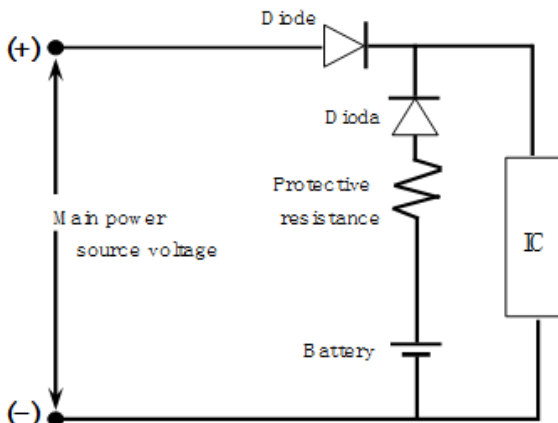 Diode
(+)
Dioda
Protective
resistance
Main power
source voltage
IC
Battery
(−)